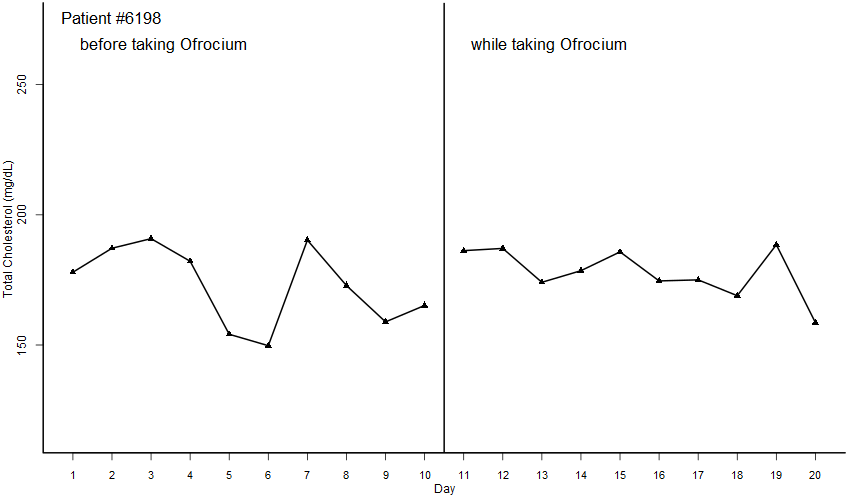 Patient #6198
before taking Ofrocium
while taking Ofrocium
Total Cholesterol (mg/dL)
250
200
150
1 2 3 4 5 6 7 8 9 10 11 12 13 14 15 16 17 18 19 20
Day